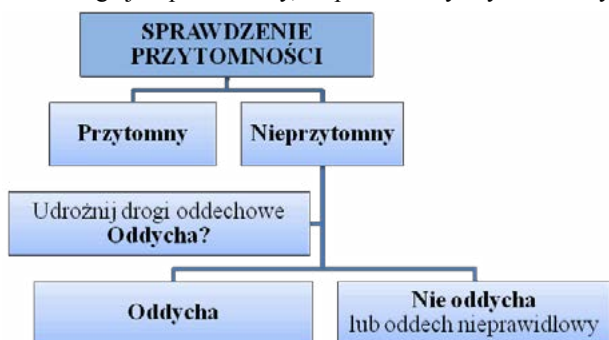 SPRAWDZENIE
PRZYTOMNOŚCI
Przytomny
Nieprzytomny
Udrożnij drogi oddechowe
Oddycha?
Oddycha
Nie oddycha
lub oddech nieprawidłowy